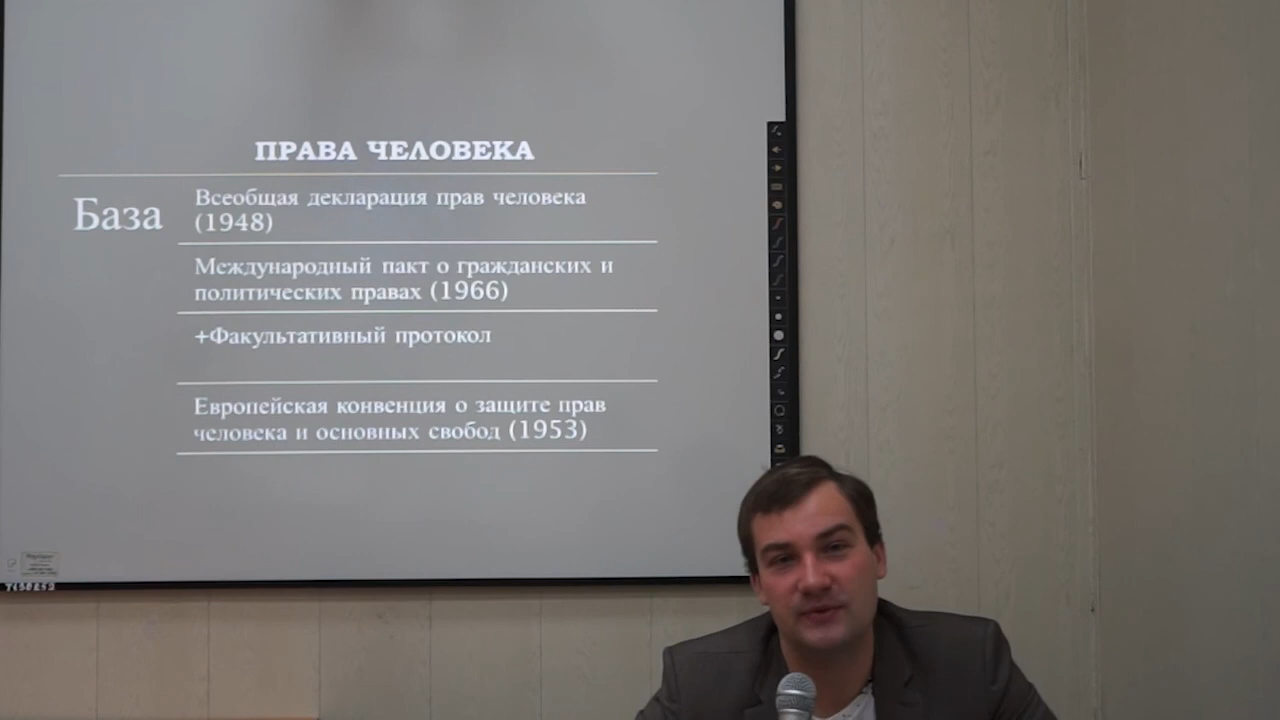 ПРАВА ЧЕЛОВЕКА
База
Всеобщая декларация прав человека
(1948)
Международный пакт о гражданских и
политических правах (1966)
+Факультативный протокол
Европейская конвенция о защите прав
человека и основных свобод (1953)